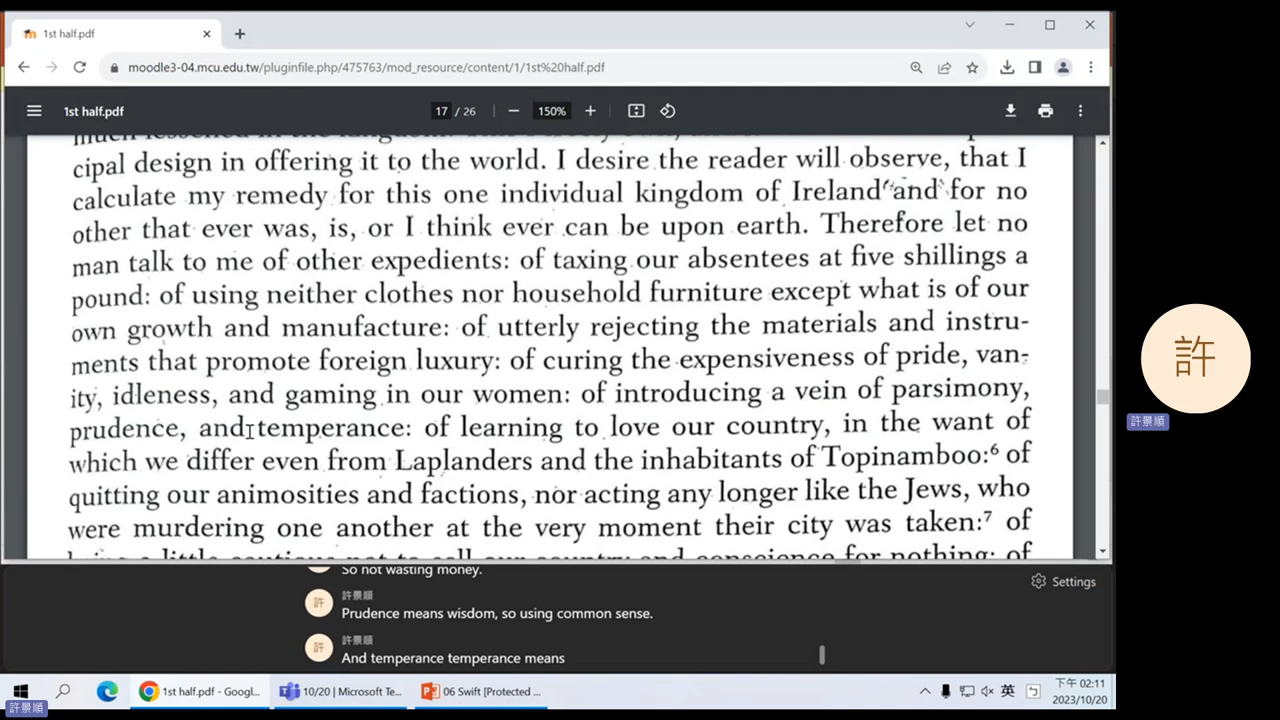 1st half.pdf
moodle3-04.mcu.edu.tw/pluginfile.php/475763/mod_resource/content/1/1st%20half.pdf
1st half.pdf
17 / 26
150%
cipal design in offering it to the world. I desire the reader will observe, that I
calculate my remedy for this one individual kingdom of Ireland and for no
other that ever was, is, or I think ever can be upon earth. Therefore let no
man talk to me of other expedients: of taxing our absentees at five shillings a
pound: of using neither clothes nor household furniture except what is of our
own growth and manufacture: of utterly rejecting the materials and instru-
ments that promote foreign luxury: of curing the expensiveness of pride, van-
ity, idleness, and gaming in our women: of introducing a vein of parsimony,
prudence, and temperance: of learning to love our country, in the want of
which we differ even from Laplanders and the inhabitants of Topinamboo:6 of
quitting our animosities and factions, nor acting any longer like the Jews, who
were murdering one another at the very moment their city was taken:7 of
So not wasting money.
許景順
許
Prudence means wisdom, so using common sense.
許景順
許
And temperance temperance means
Settings
許
許景順
1st half.pdf - Googl...
10/20 | Microsoft Te...
06 Swift [Protected ...
英
下午 02:11
2023/10/20
許景順